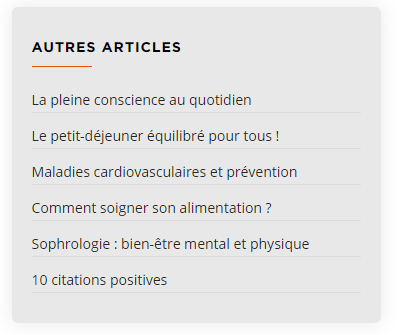 AUTRES ARTICLES
La pleine conscience au quotidien
Le petit-déjeuner équilibré pour tous !
Maladies cardiovasculaires et prévention
Comment soigner son alimentation ?
Sophrologie : bien-être mental et physique
10 citations positives